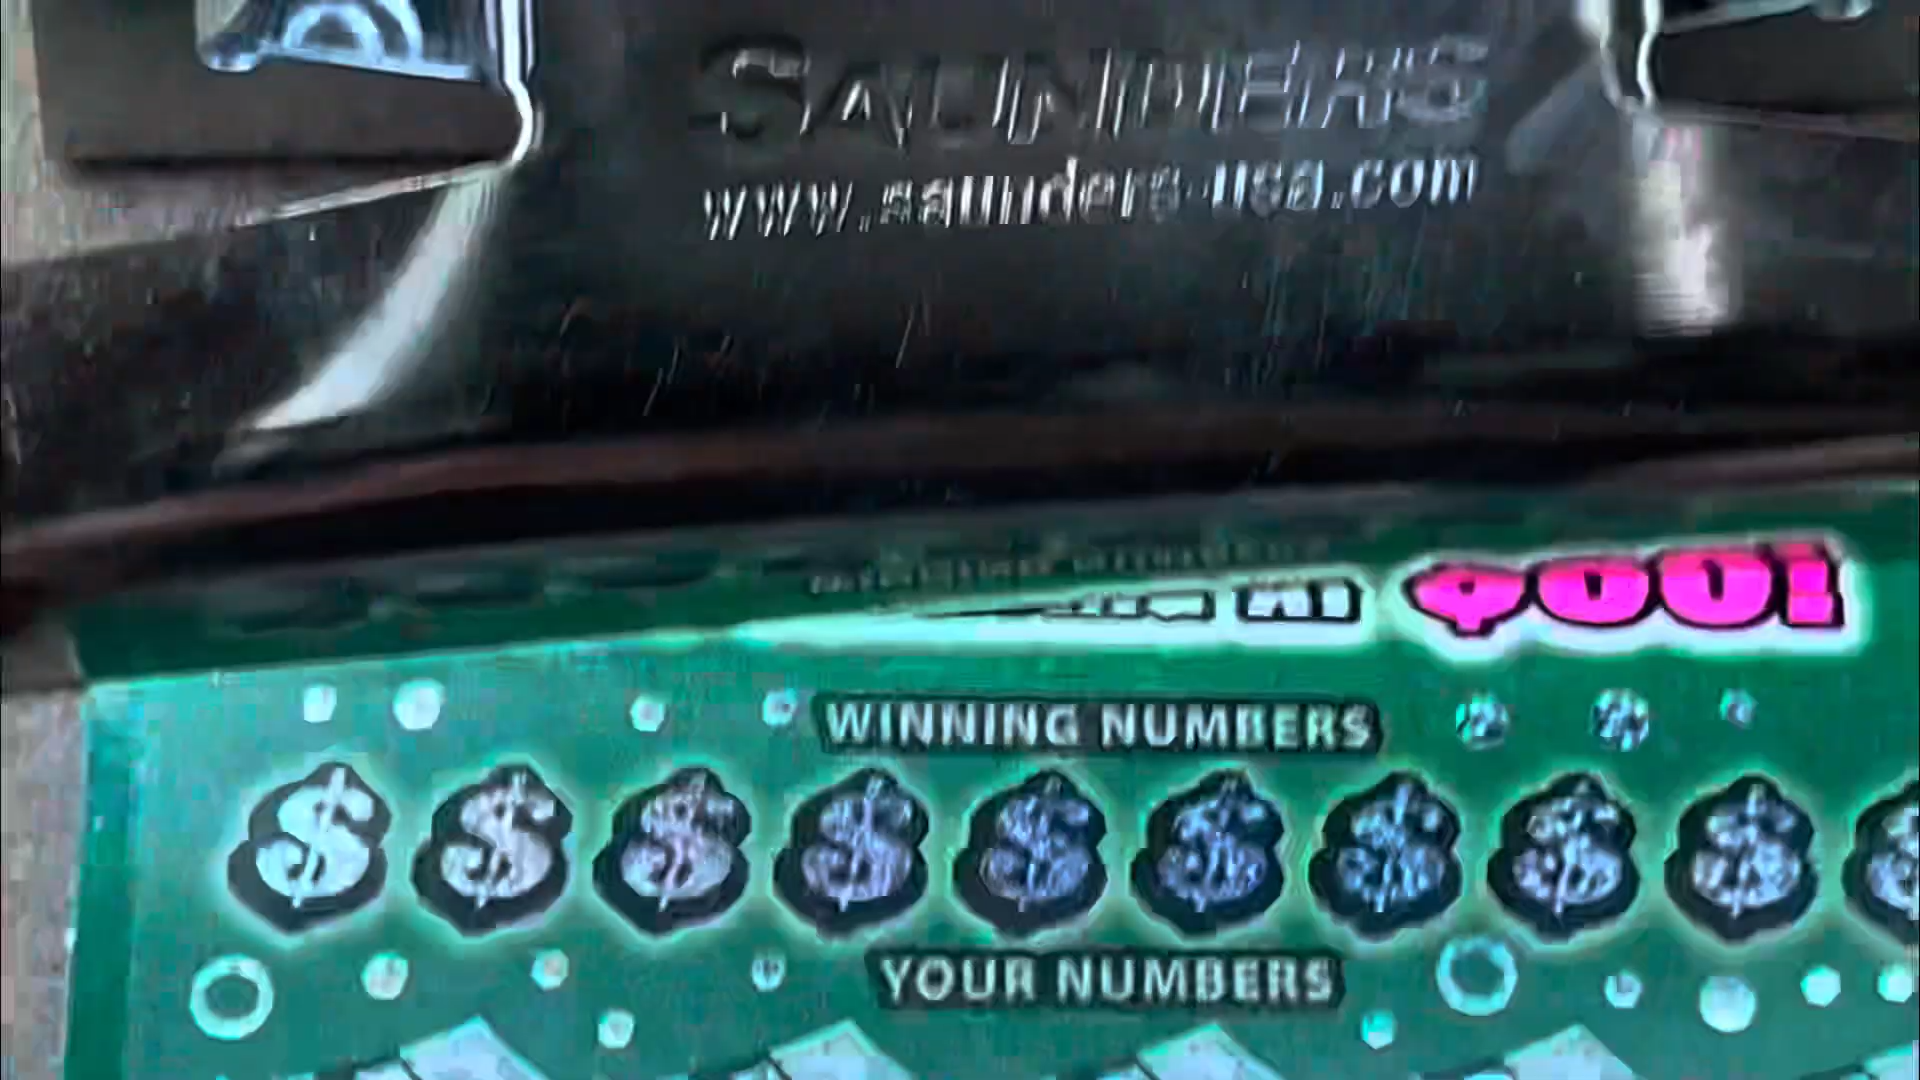 SAUNDERS
www.saunders-usa.com
WINNING NUMBERS
$ $ $ $ $ $ $ $ $ $
YOUR NUMBERS